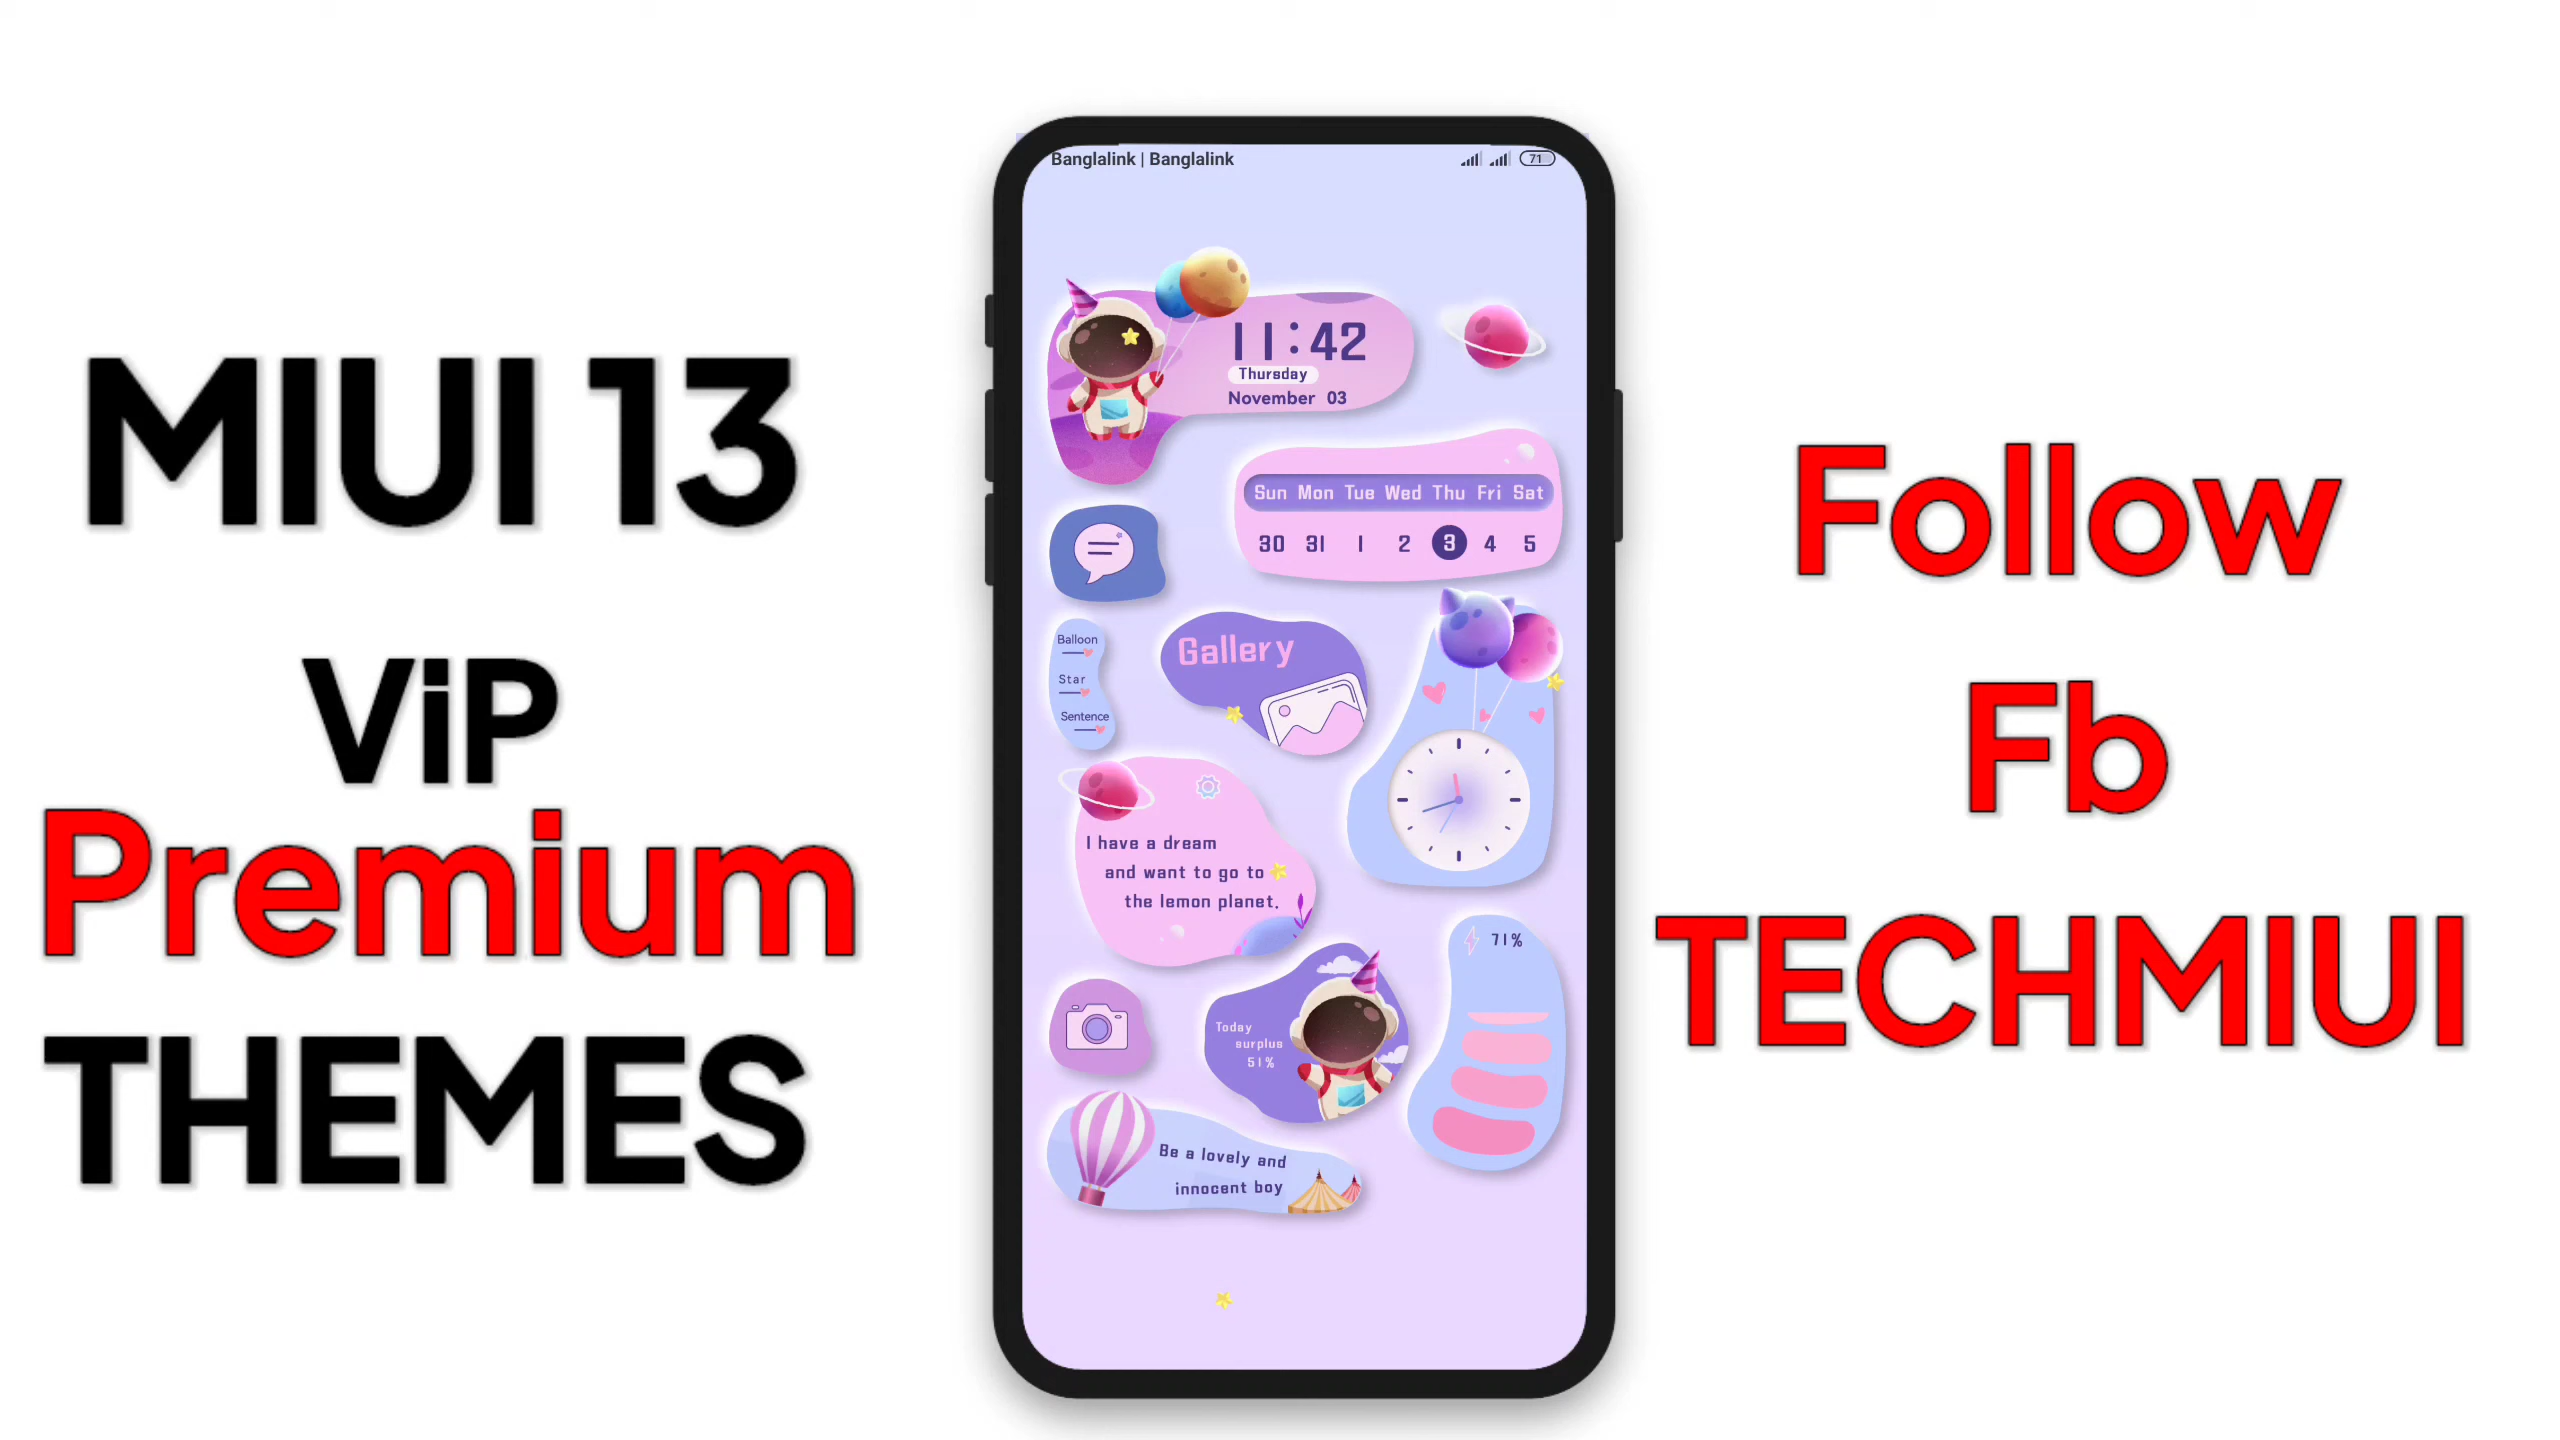 MIUI 13
ViP
Premium
THEMES
Banglalink | Banglalink
71
11:42
Thursday
November 03
Sun Mon Tue Wed Thu Fri Sat
30 31 1 2 3 4 5
Balloon
Star
Sentence
Gallery
I have a dream
and want to go to
the lemon planet.
71%
Today
surplus
51%
Be a lovely and
innocent boy
Follow
Fb
TECHMIUI